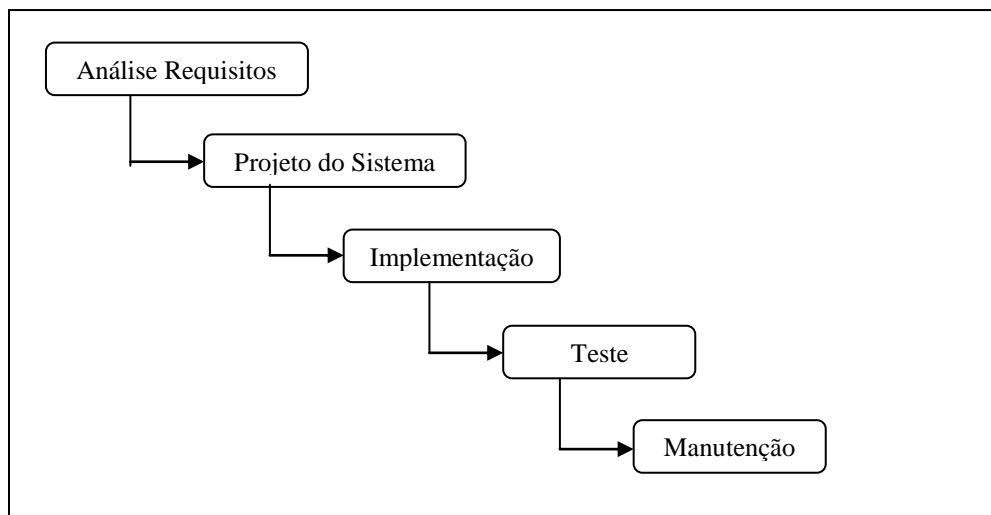 Análise Requisitos
Projeto do Sistema
Implementação
Teste
Manutenção